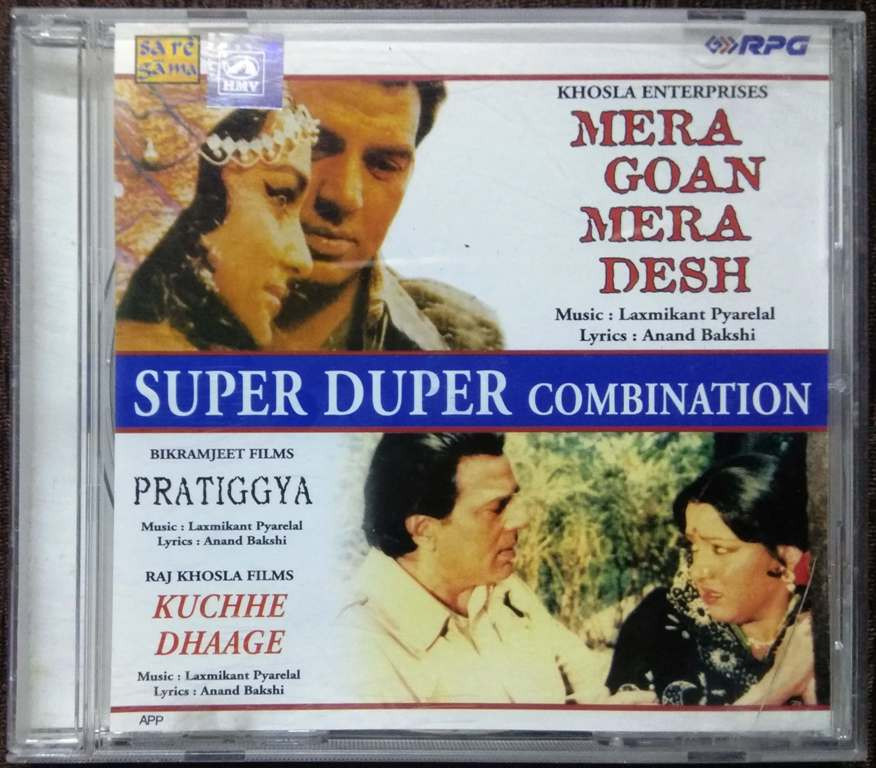 sa re
gama
HMV
RPG
KHOSLA ENTERPRISES
MERA
GOAN
MERA
DESH
Music : Laxmikant Pyarelal
Lyrics : Anand Bakshi
SUPER DUPER COMBINATION
BIKRAMJEET FILMS
PRATIGGYA
Music : Laxmikant Pyarelal
Lyrics : Anand Bakshi
RAJ KHOSLA FILMS
KUCHHE
DHAAGE
Music : Laxmikant Pyarelal
Lyrics : Anand Bakshi
APP